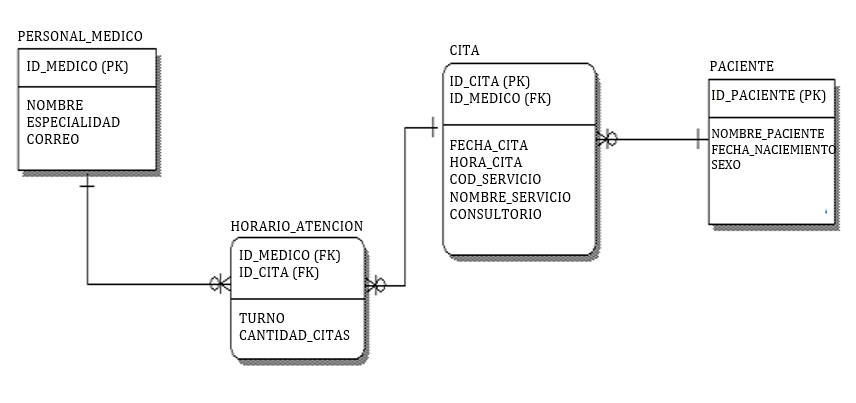 PERSONAL_MEDICO
ID_MEDICO (PK)
NOMBRE
ESPECIALIDAD
CORREO
HORARIO_ATENCION
ID_MEDICO (FK)
ID_CITA (FK)
TURNO
CANTIDAD_CITAS
CITA
ID_CITA (PK)
ID_MEDICO (FK)
FECHA_CITA
HORA_CITA
COD_SERVICIO
NOMBRE_SERVICIO
CONSULTORIO
PACIENTE
ID_PACIENTE (PK)
NOMBRE_PACIENTE
FECHA_NACIEMIENTO
SEXO